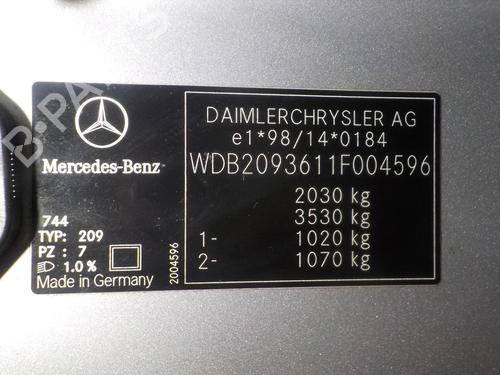 DAIMLERCHRYSLER AG
e1*98/14*0184
WDB2093611F004596
2030 kg
3530 kg
1- 1020 kg
2- 1070 kg
Mercedes-Benz
744
TYP: 209
PZ : 7
1.0 %
Made in Germany
2004596
B-PARTS